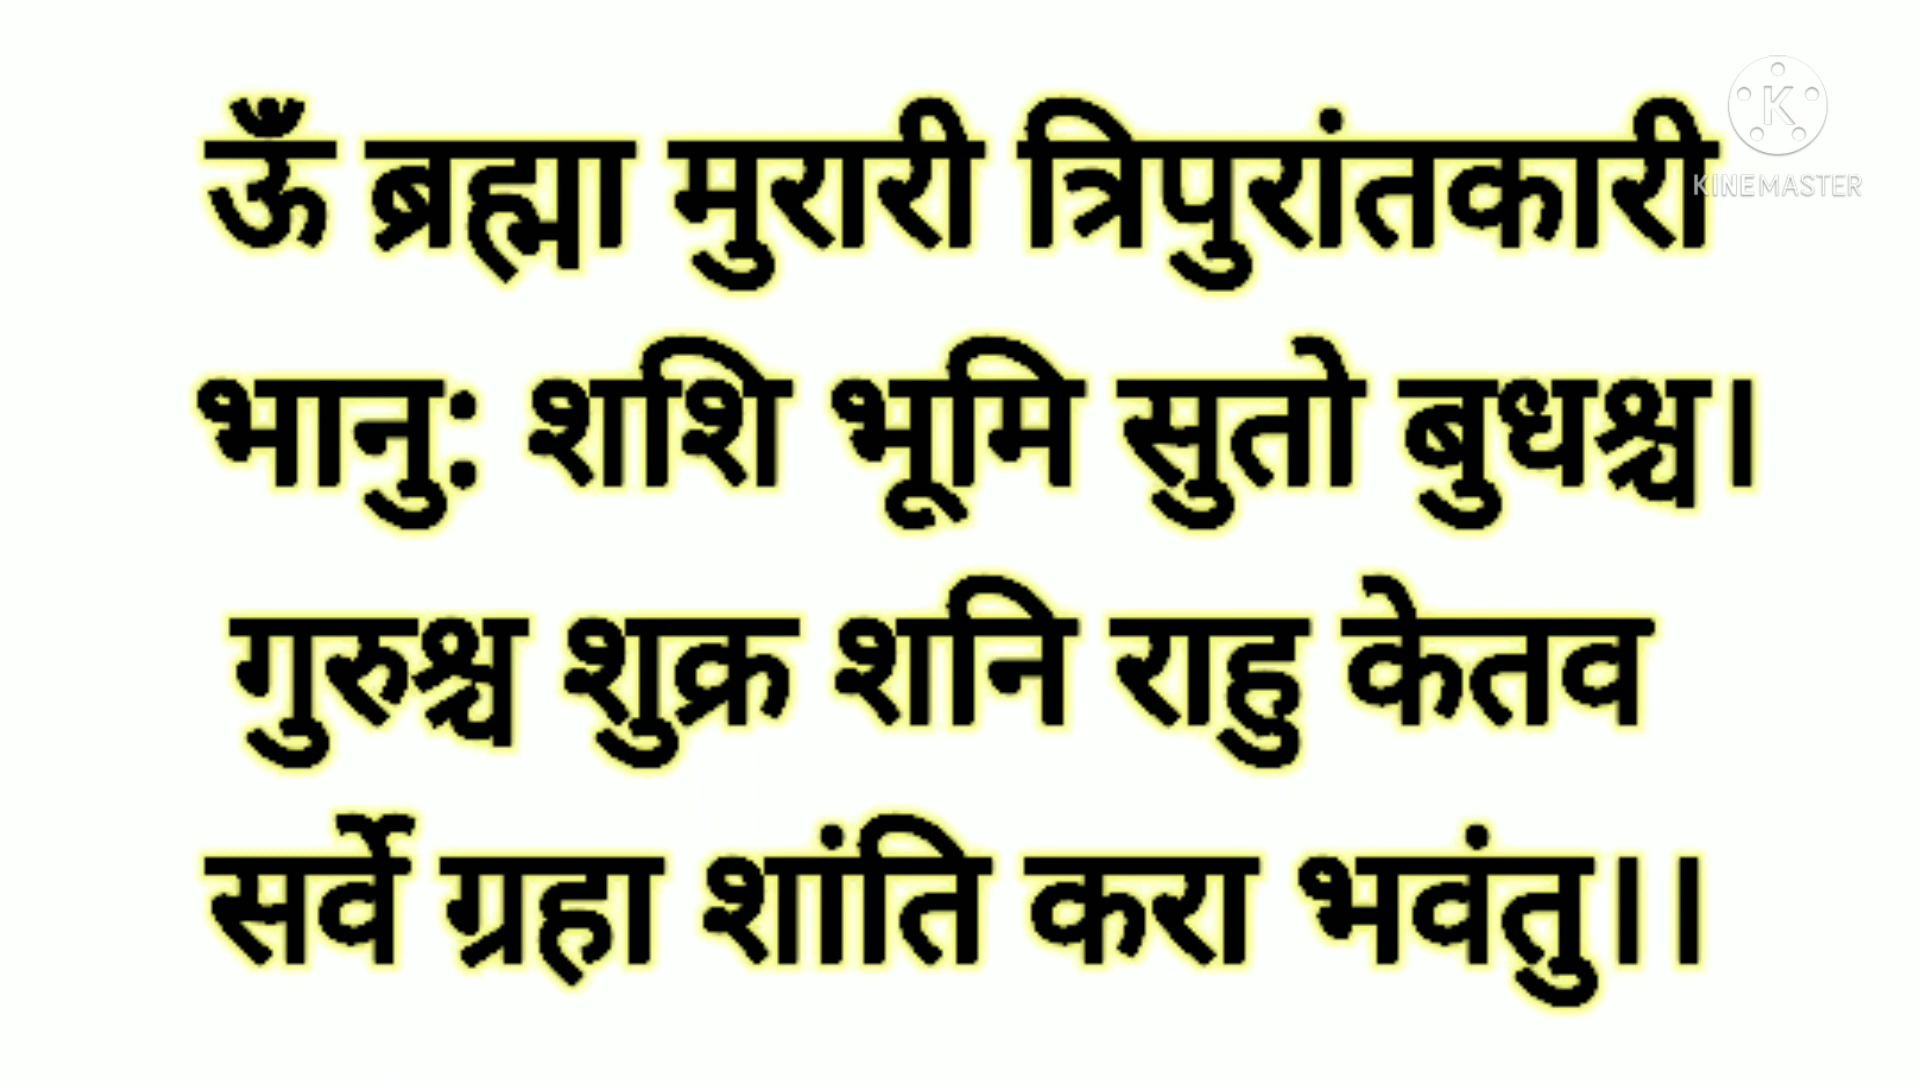 ऊँ ब्रह्मा मुरारी त्रिपुरांतकारी
भानु: शशि भूमि सुतो बुधश्च।
गुरुश्च शुक्र शनि राहु केतव
सर्वे ग्रहा शांति करा भवंतु।।
K
KINEMASTER